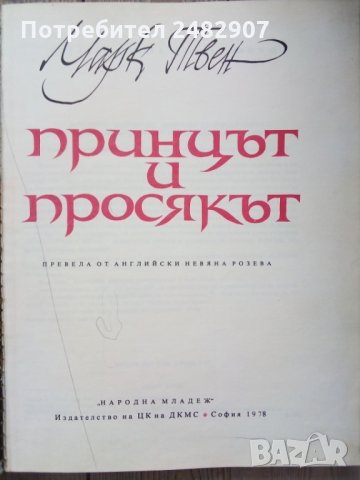 Потребител 2482907
Марк Твен
принцът
и
просякът
ПРЕВЕЛА ОТ АНГЛИЙСКИ НЕВЯНА РОЗЕВА
„НАРОДНА МЛАДЕЖ"
Издателство на ЦК на ДКМС * София 1978
BAZAR